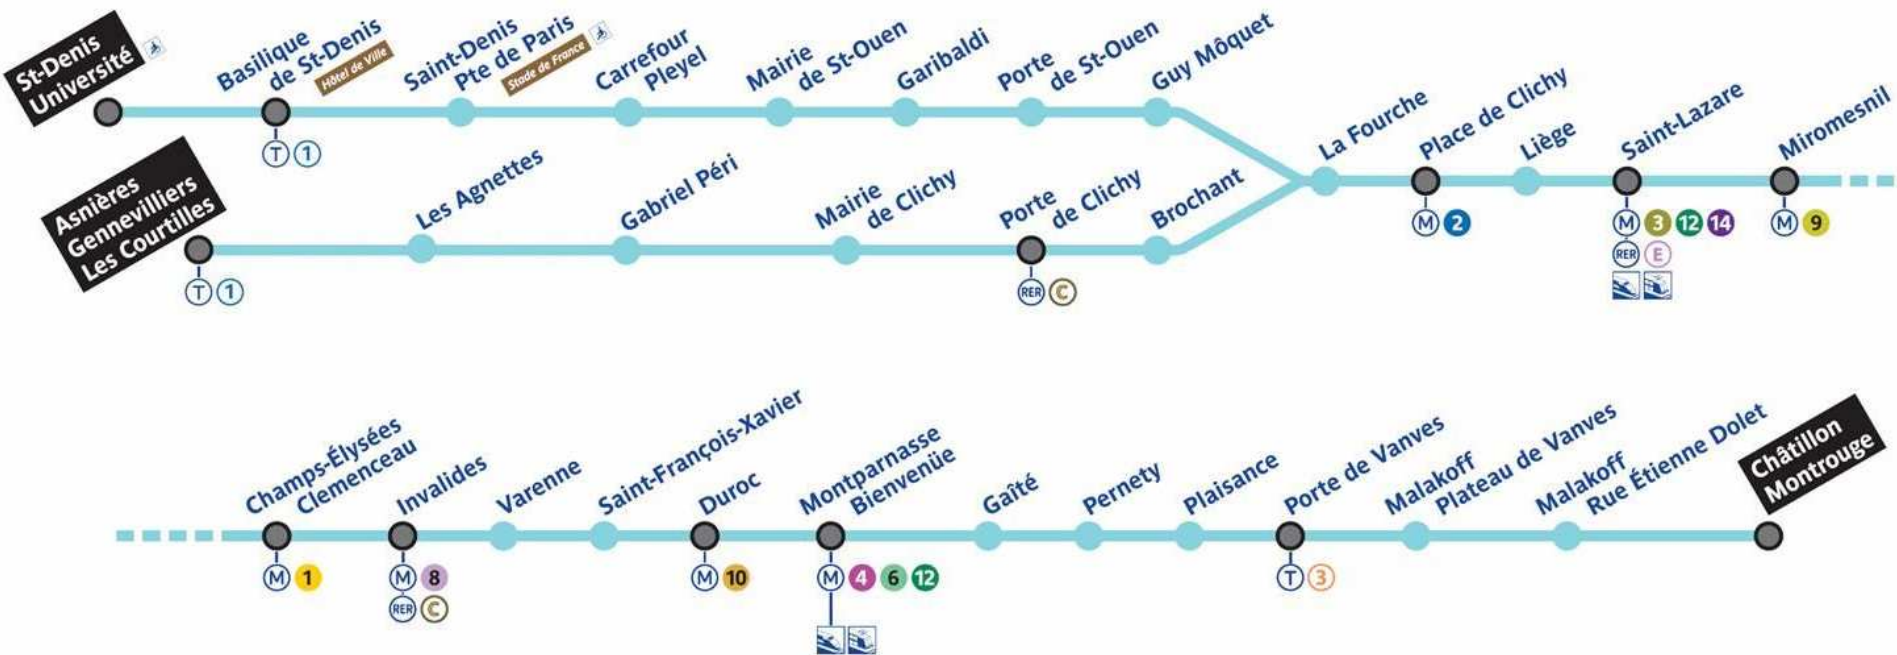 St-Denis
Université
Basilique
de St-Denis
Hôtel de Ville
T 1
Saint-Denis
Pte de Paris
Stade de France
Carrefour
Pleyel
Mairie
de St-Ouen
Garibaldi
Porte
de St-Ouen
Guy Môquet
Asnières
Gennevilliers
Les Courtilles
T 1
Les Agnettes
Gabriel Péri
Mairie
de Clichy
Porte
de Clichy
RER C
Brochant
La Fourche
Place de Clichy
M 2
Liège
Saint-Lazare
M 3 12 14
RER E
Miromesnil
M 9
Champs-Élysées
Clemenceau
M 1
Invalides
M 8
RER C
Varenne
Saint-François-Xavier
Duroc
M 10
Montparnasse
Bienvenüe
M 4 6 12
Gaîté
Pernety
Plaisance
Porte de Vanves
T 3
Malakoff
Plateau de Vanves
Malakoff
Rue Étienne Dolet
Châtillon
Montrouge